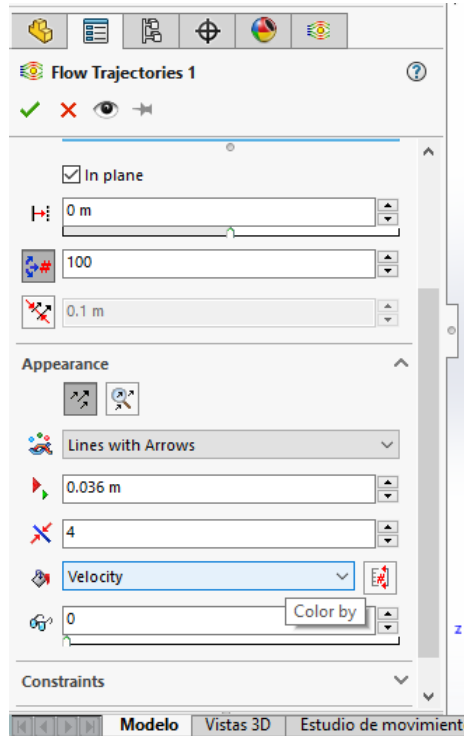 Flow Trajectories 1
In plane
0 m
100
0.1 m
Appearance
Lines with Arrows
0.036 m
4
Velocity
Color by
0
z
Constraints
Modelo
Vistas 3D
Estudio de movimient